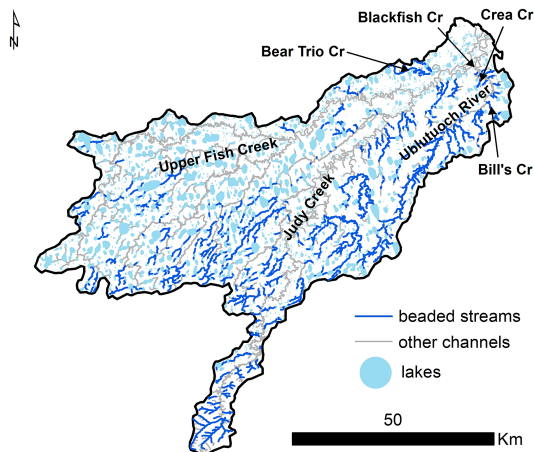 Blackfish Cr
Crea Cr
Bear Trio Cr
N
Upper Fish Creek
Ublutuoch River
Judy Creek
Bill's Cr
beaded streams
other channels
lakes
50
Km